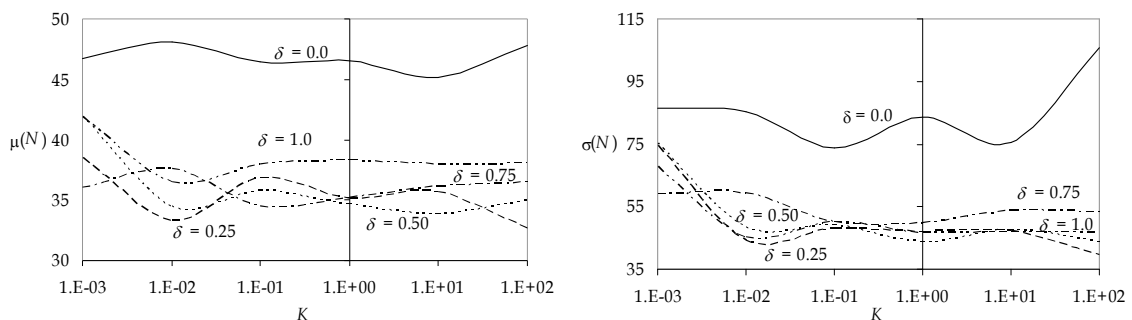 50
45
μ(N) 40
35
30
δ = 0.0
δ = 1.0
δ = 0.75
δ = 0.50
δ = 0.25
1.E-03 1.E-02 1.E-01 1.E+00 1.E+01 1.E+02
K
115
95
σ(N) 75
55
35
δ = 0.0
δ = 0.75
δ = 0.50
δ = 1.0
δ = 0.25
1.E-03 1.E-02 1.E-01 1.E+00 1.E+01 1.E+02
K